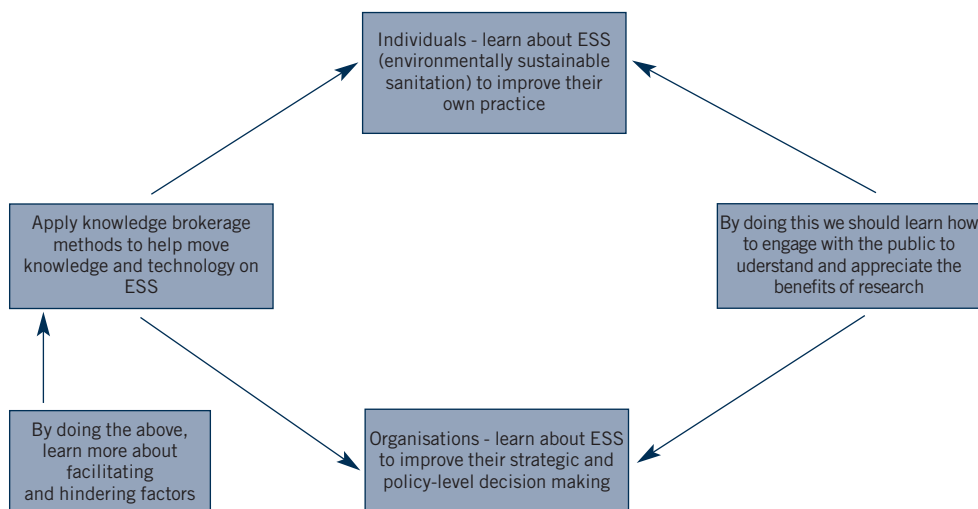 Individuals - learn about ESS
(environmentally sustainable
sanitation) to improve their
own practice
Apply knowledge brokerage
methods to help move
knowledge and technology on
ESS
By doing this we should learn how
to engage with the public to
uderstand and appreciate the
benefits of research
By doing the above,
learn more about
facilitating
and hindering factors
Organisations - learn about ESS
to improve their strategic and
policy-level decision making